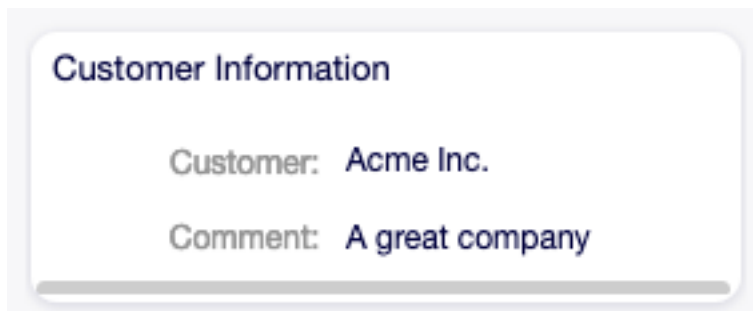 Customer Information
Customer: Acme Inc.
Comment: A great company